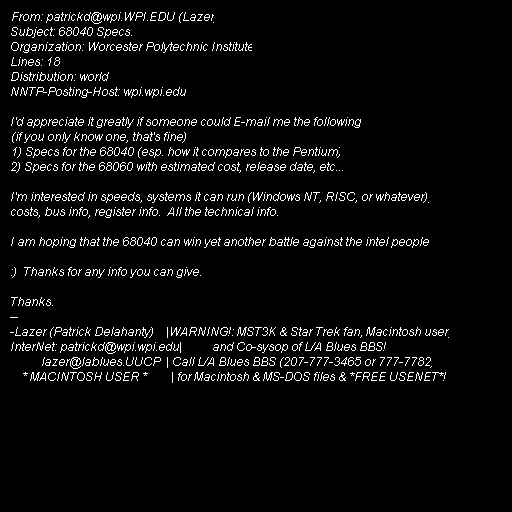 From: patrickd@wpi.WPI.EDU (Lazer)
Subject: 68040 Specs.
Organization: Worcester Polytechnic Institute
Lines: 18
Distribution: world
NNTP-Posting-Host: wpi.wpi.edu
I'd appreciate it greatly if someone could E-mail me the following
(if you only know one, that's fine)
1) Specs for the 68040 (esp. how it compares to the Pentium)
2) Specs for the 68060 with estimated cost, release date, etc...
I'm interested in speeds, systems it can run (Windows NT, RISC, or whatever),
costs, bus info, register info.  All the technical info.
I am hoping that the 68040 can win yet another battle against the intel people
:)  Thanks for any info you can give.
Thanks.
--
-Lazer (Patrick Delahanty)   |WARNING!: MST3K & Star Trek fan, Macintosh user,
InterNet: patrickd@wpi.wpi.edu|        and Co-sysop of L/A Blues BBS!
lazer@lablues.UUCP  | Call L/A Blues BBS (207-777-3465 or 777-7782)
* MACINTOSH USER *      | for Macintosh & MS-DOS files & *FREE USENET*!